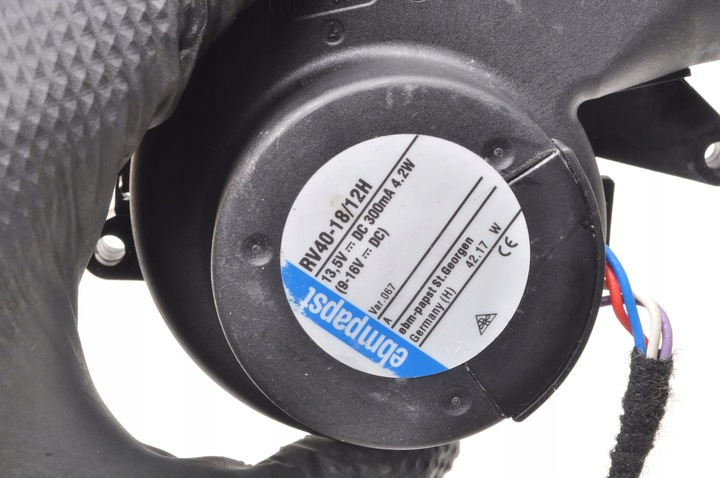 RV40-18/12H
13,5V ⎓ DC 300mA 4.2W
(9-16V ⎓ DC)
Var.067
A
ebm-papst St.Georgen
Germany (H) 42.17 W
CE
ebmpapst